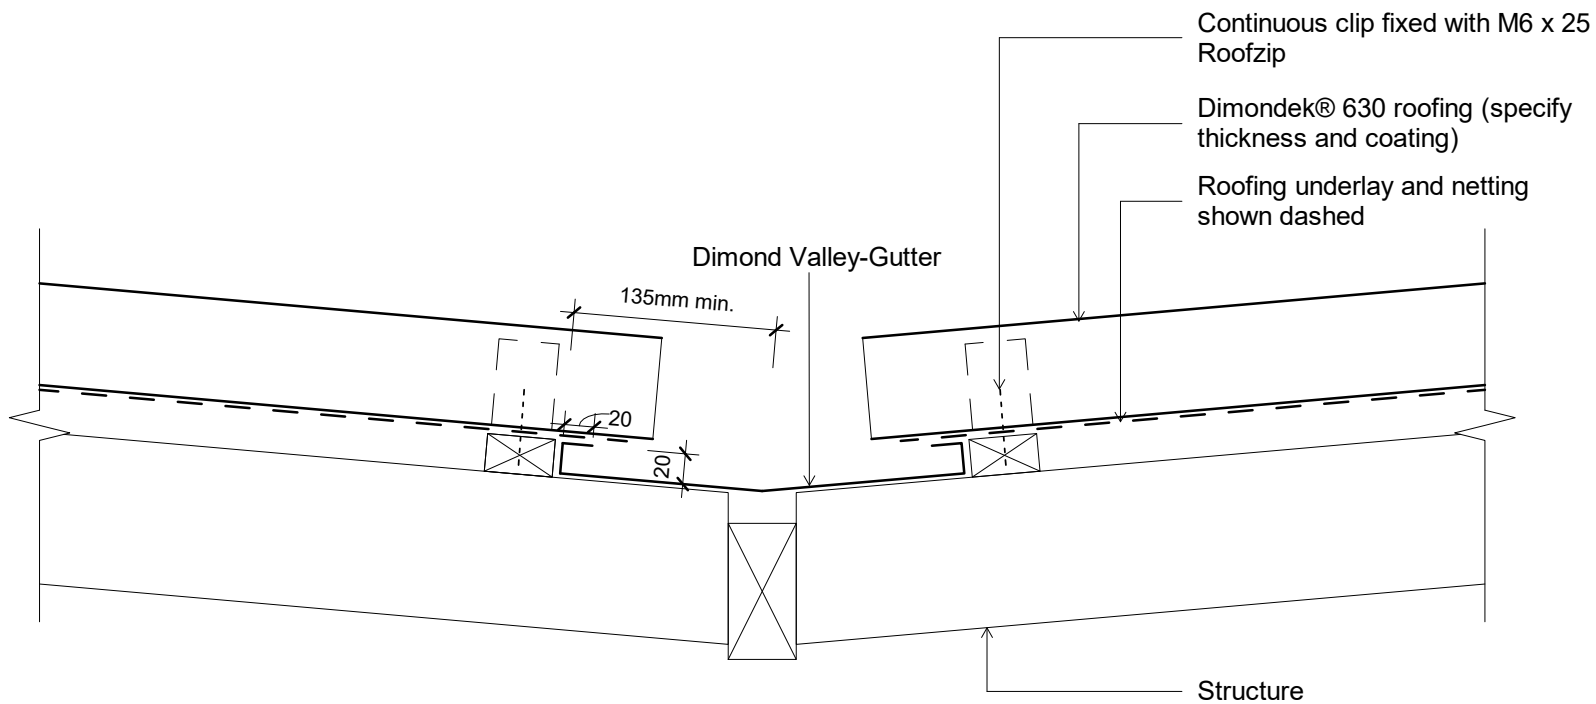 Continuous clip fixed with M6 x 25
Roofzip
Dimondek® 630 roofing (specify
thickness and coating)
Roofing underlay and netting
shown dashed
Dimond Valley-Gutter
135mm min.
20
20
Structure